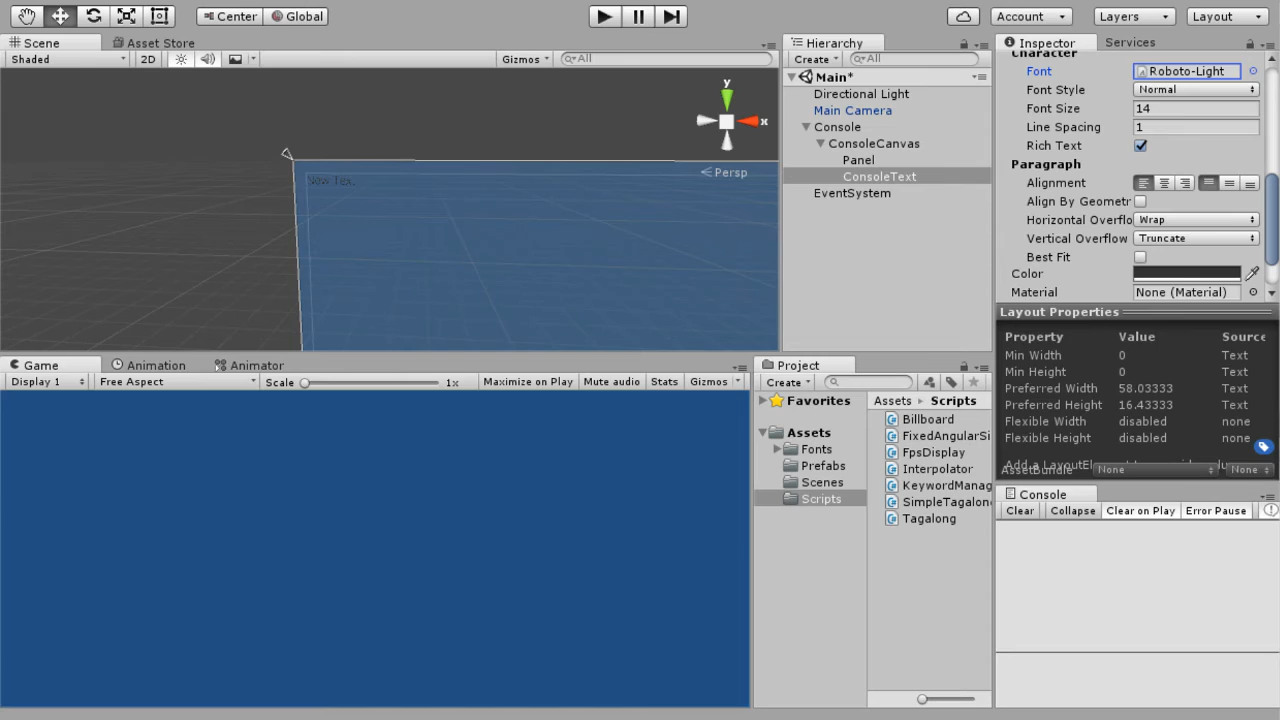 Center Global Account Layers Layout
Scene Asset Store
Shaded 2D Gizmos All
y
x
Persp
Hierarchy
Create All
Main*
Directional Light
Main Camera
Console
ConsoleCanvas
Panel
ConsoleText
EventSystem
Inspector Services
Character
Font Roboto-Light
Font Style Normal
Font Size 14
Line Spacing 1
Rich Text
Paragraph
Alignment
Align By Geometr
Horizontal Overflo Wrap
Vertical Overflow Truncate
Best Fit
Color
Material None (Material)
Layout Properties
Property Value Source
Min Width 0 Text
Min Height 0 Text
Preferred Width 58.03333 Text
Preferred Height 16.43333 Text
Flexible Width disabled none
Flexible Height disabled none
AssetBundle None None
Game Animation Animator
Display 1 Free Aspect Scale 1x Maximize on Play Mute audio Stats Gizmos
Project
Create
Favorites
Assets
Fonts
Prefabs
Scenes
Scripts
Assets Scripts
Billboard
FixedAngularSi
FpsDisplay
Interpolator
KeywordManag
SimpleTagalon
Tagalong
Console
Clear Collapse Clear on Play Error Pause